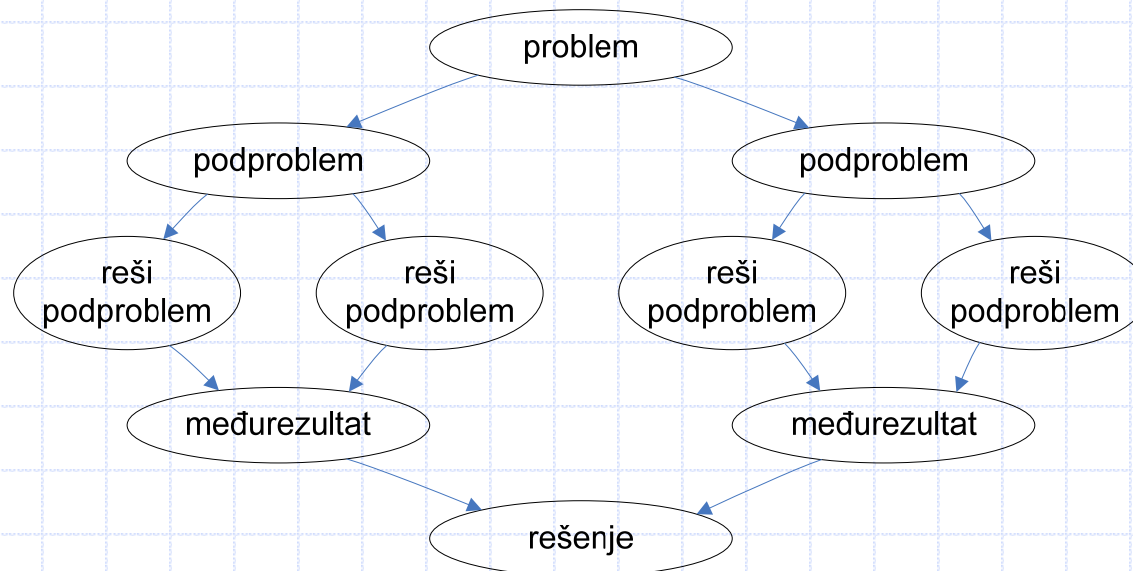 problem
podproblem
podproblem
reši
podproblem
reši
podproblem
reši
podproblem
reši
podproblem
međurezultat
međurezultat
rešenje